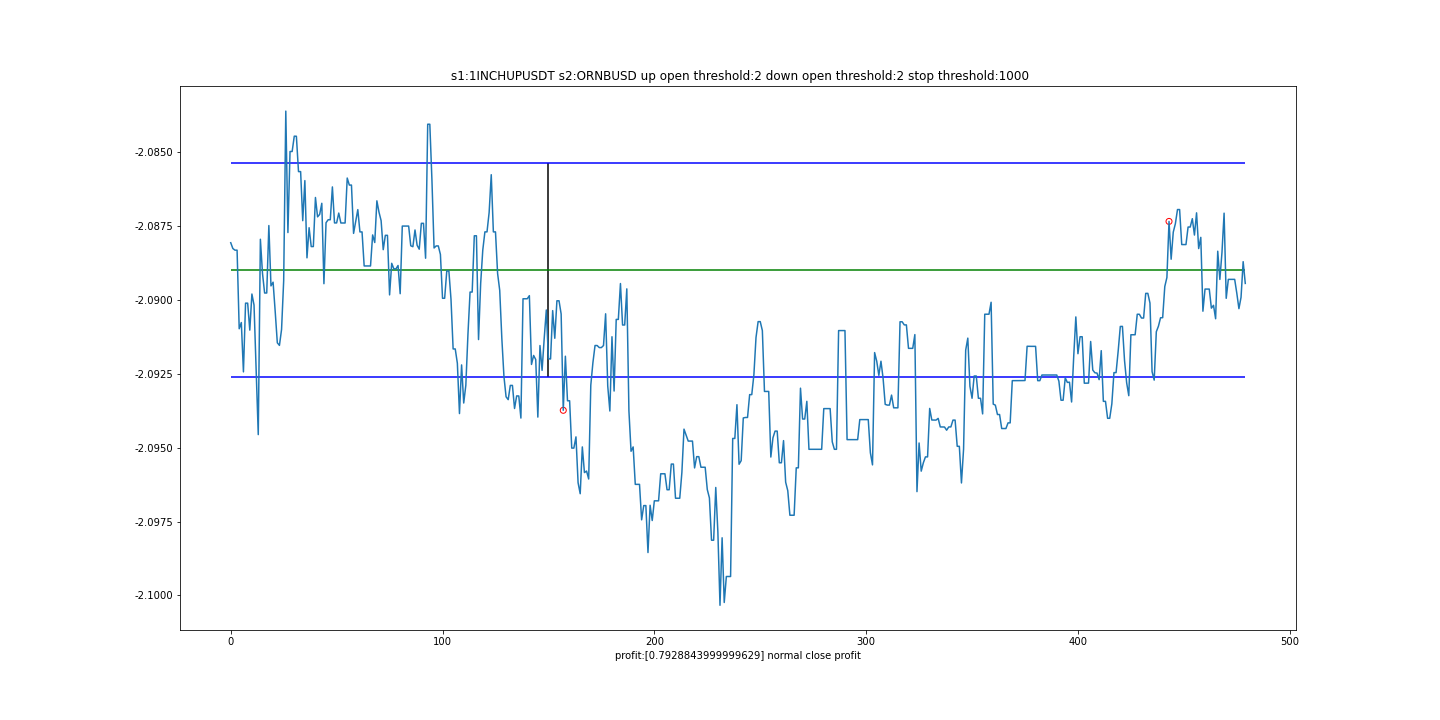 s1:1INCHUPUSDT s2:ORNBUSD up open threshold:2 down open threshold:2 stop threshold:1000
-2.0850
-2.0875
-2.0900
-2.0925
-2.0950
-2.0975
-2.1000
0 100 200 300 400 500
profit:[0.7928843999999629] normal close profit